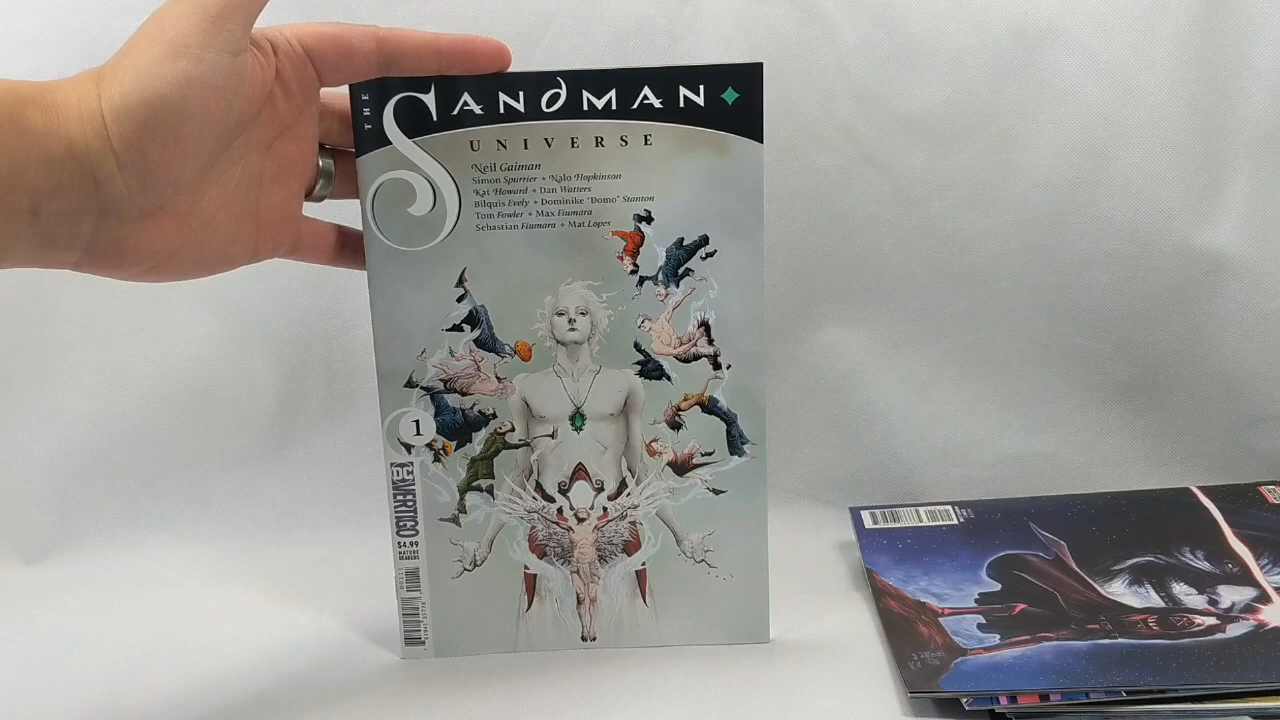 THE SANDMAN
UNIVERSE
Neil Gaiman
Simon Spurrier • Nalo Hopkinson
Kat Howard • Dan Watters
Bilquis Evely • Dominike "Domo" Stanton
Tom Fowler • Max Fiumara
Sebastian Fiumara • Mat Lopes
1
DC
VERTIGO
$4.99
MATURE
READERS